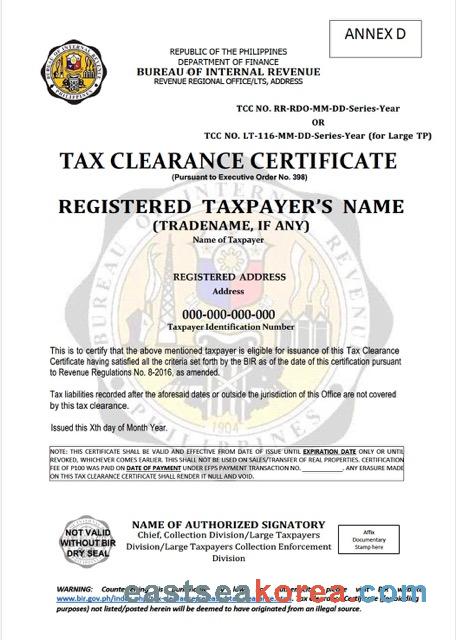 ANNEX D
REPUBLIC OF THE PHILIPPINES
DEPARTMENT OF FINANCE
BUREAU OF INTERNAL REVENUE
REVENUE REGIONAL OFFICE/LTS, ADDRESS
TCC NO. RR-RDO-MM-DD-Series-Year
OR
TCC NO. LT-116-MM-DD-Series-Year (for Large TP)
TAX CLEARANCE CERTIFICATE
(Pursuant to Executive Order No. 398)
REGISTERED TAXPAYER'S NAME
(TRADENAME, IF ANY)
Name of Taxpayer
REGISTERED ADDRESS
Address
000-000-000-000
Taxpayer Identification Number
This is to certify that the above mentioned taxpayer is eligible for issuance of this Tax Clearance
Certificate having satisfied all the criteria set forth by the BIR as of the date of this certification pursuant
to Revenue Regulations No. 8-2016, as amended.
Tax liabilities recorded after the aforesaid dates or outside the jurisdiction of this Office are not covered
by this tax clearance.
Issued this Xth day of Month Year.
NOTE: THIS CERTIFICATE SHALL BE VALID AND EFFECTIVE FROM DATE OF ISSUE UNTIL EXPIRATION DATE ONLY OR UNTIL
REVOKED, WHICHEVER COMES EARLIER. THIS SHALL NOT BE USED ON SALES/TRANSFER OF REAL PROPERTIES. CERTIFICATION
FEE OF P100 WAS PAID ON DATE OF PAYMENT UNDER EFPS PAYMENT TRANSACTION NO. ____________. ANY ERASURE MADE
ON THIS TAX CLEARANCE CERTIFICATE SHALL RENDER IT NULL AND VOID.
NOT VALID
WITHOUT BIR
DRY SEAL
NAME OF AUTHORIZED SIGNATORY
Chief, Collection Division/Large Taxpayers
Division/Large Taxpayers Collection Enforcement
Division
Affix
Documentary
Stamp here
BUREAU OF INTERNAL REVENUE
PHILIPPINES
1904
eastseakorea.com
WARNING:
www.bir.gov.ph/
purposes) not listed/posted herein will be deemed to have originated from an illegal source.